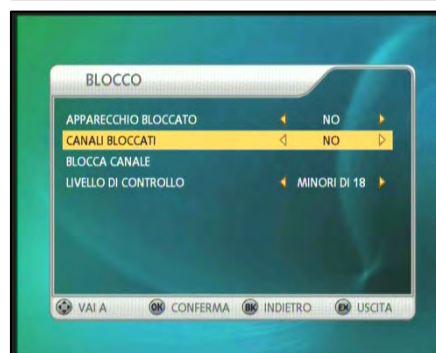 BLOCCO
APPARECCHIO BLOCCATO NO
CANALI BLOCCATI NO
BLOCCA CANALE
LIVELLO DI CONTROLLO MINORI DI 18
VAI A OK CONFERMA BK INDIETRO EX USCITA